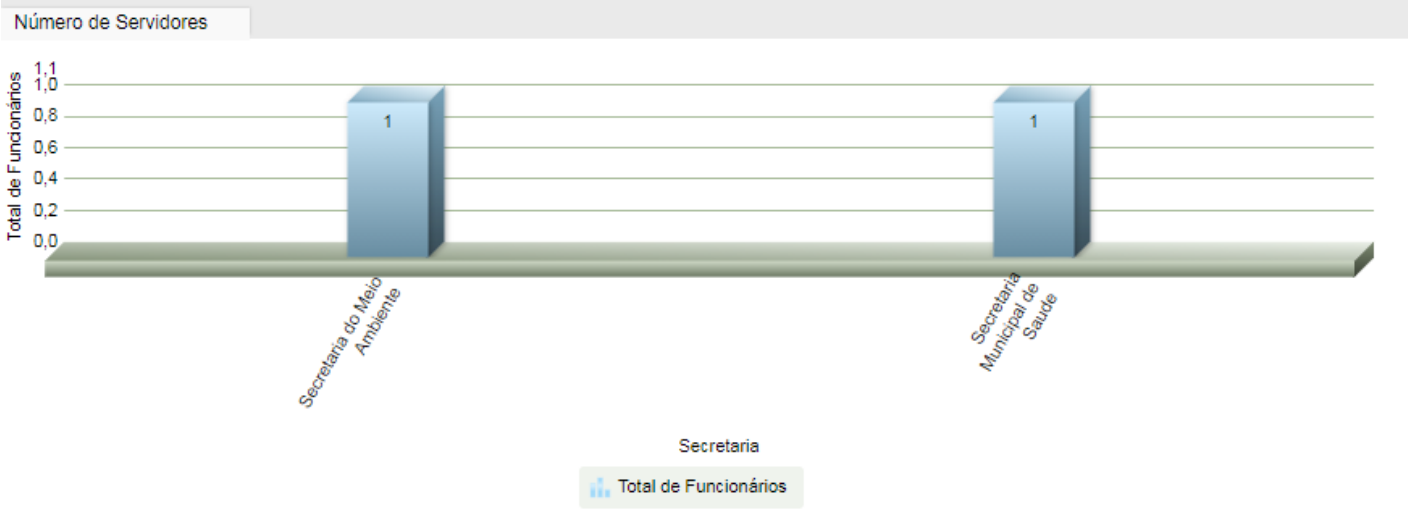 Número de Servidores
Total de Funcionários
1,1
1,0
0,8
0,6
0,4
0,2
0,0
1
1
Secretaria do Meio
Ambiente
Secretaria
Municipal de
Saude
Secretaria
Total de Funcionários